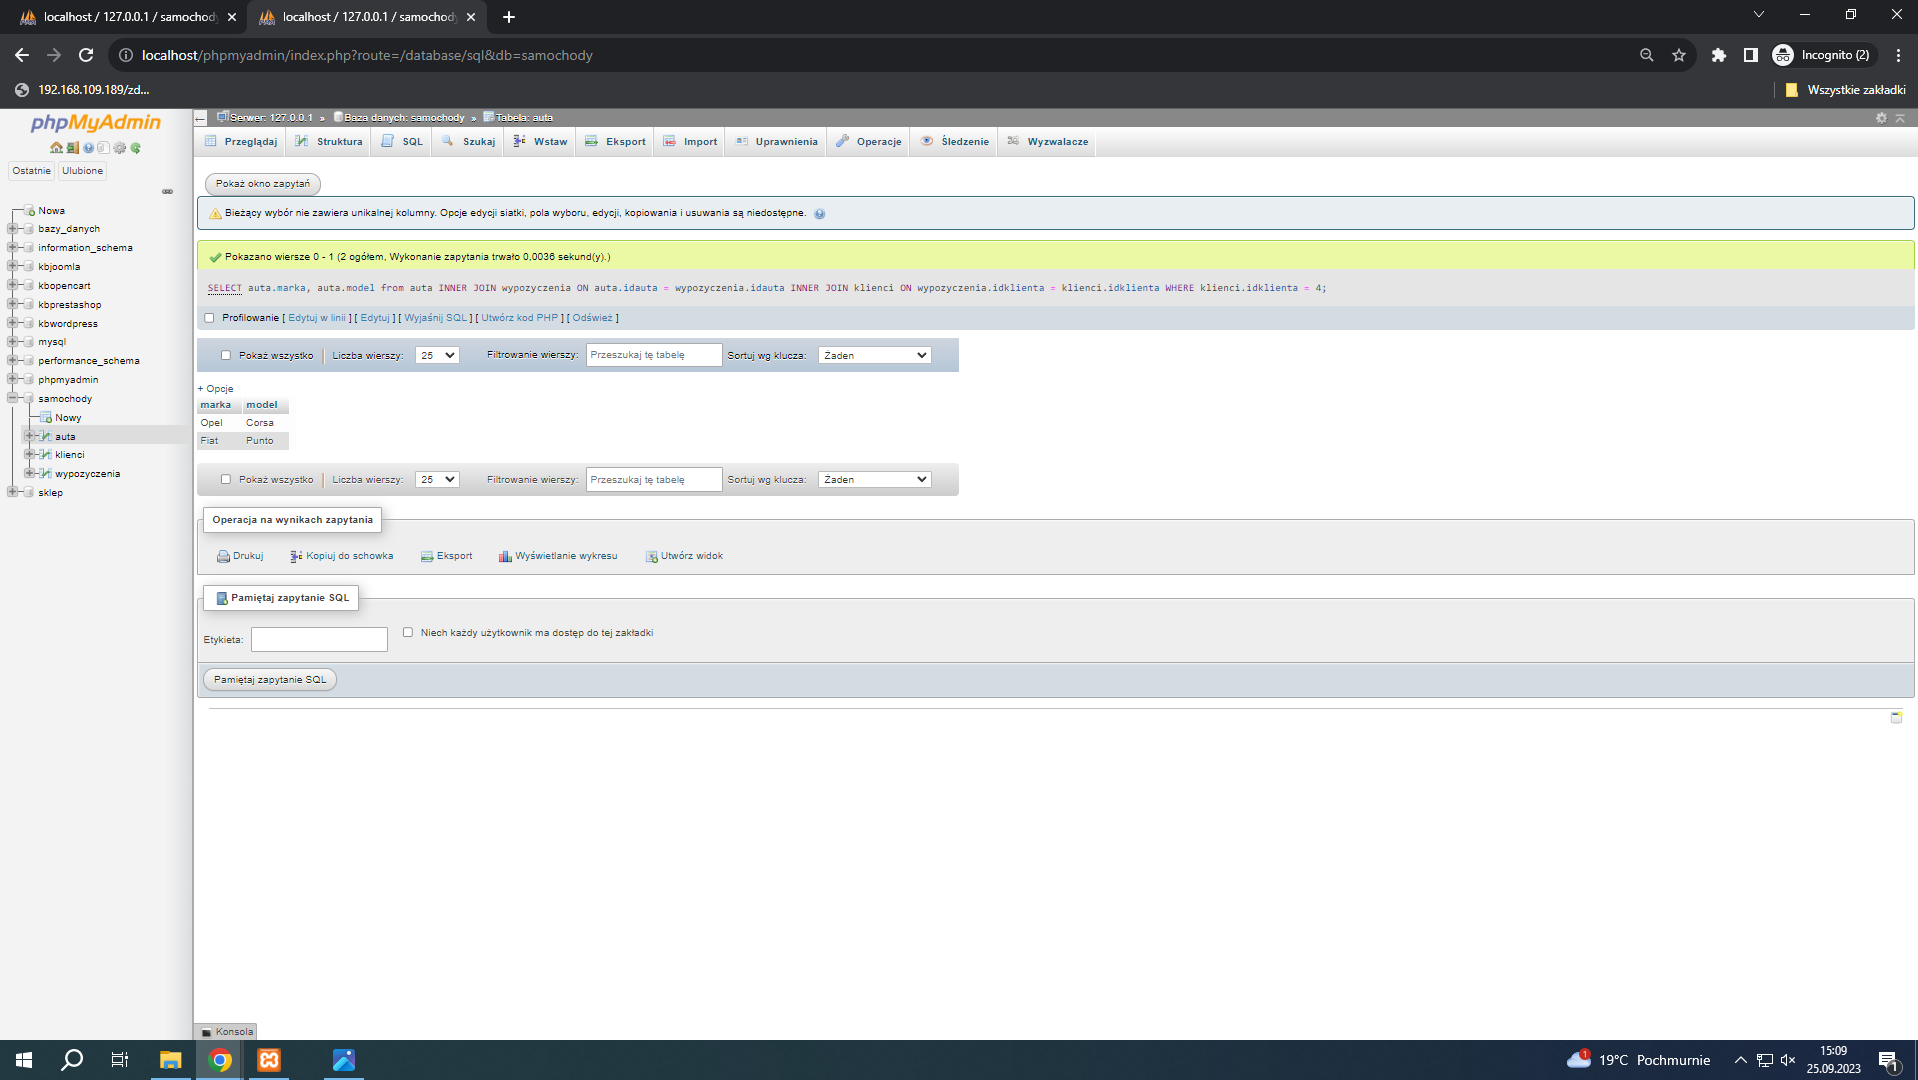 localhost / 127.0.0.1 / samochody
localhost / 127.0.0.1 / samochody
localhost/phpmyadmin/index.php?route=/database/sql&db=samochody
Incognito (2)
192.168.109.189/zd...
Wszystkie zakładki
phpMyAdmin
Ostatnie Ulubione
Nowa
bazy_danych
information_schema
kbjoomla
kbopencart
kbprestashop
kbwordpress
mysql
performance_schema
phpmyadmin
samochody
Nowy
auta
klienci
wypozyczenia
sklep
Serwer: 127.0.0.1 » Baza danych: samochody » Tabela: auta
Przeglądaj Struktura SQL Szukaj Wstaw Eksport Import Uprawnienia Operacje Śledzenie Wyzwalacze
Pokaż okno zapytań
Bieżący wybór nie zawiera unikalnej kolumny. Opcje edycji siatki, pola wyboru, edycji, kopiowania i usuwania są niedostępne.
Pokazano wiersze 0 - 1 (2 ogółem, Wykonanie zapytania trwało 0,0036 sekund(y).)
SELECT auta.marka, auta.model from auta INNER JOIN wypozyczenia ON auta.idauta = wypozyczenia.idauta INNER JOIN klienci ON wypozyczenia.idklienta = klienci.idklienta WHERE klienci.idklienta = 4;
Profilowanie [ Edytuj w linii ] [ Edytuj ] [ Wyjaśnij SQL ] [ Utwórz kod PHP ] [ Odśwież ]
Pokaż wszystko Liczba wierszy: 25 Filtrowanie wierszy: Przeszukaj tę tabelę Sortuj wg klucza: Żaden
+ Opcje
marka model
Opel Corsa
Fiat Punto
Pokaż wszystko Liczba wierszy: 25 Filtrowanie wierszy: Przeszukaj tę tabelę Sortuj wg klucza: Żaden
Operacja na wynikach zapytania
Drukuj Kopiuj do schowka Eksport Wyświetlanie wykresu Utwórz widok
Pamiętaj zapytanie SQL
Etykieta: Niech każdy użytkownik ma dostęp do tej zakładki
Pamiętaj zapytanie SQL
Konsola
1 19°C Pochmurnie
15:09
25.09.2023
1